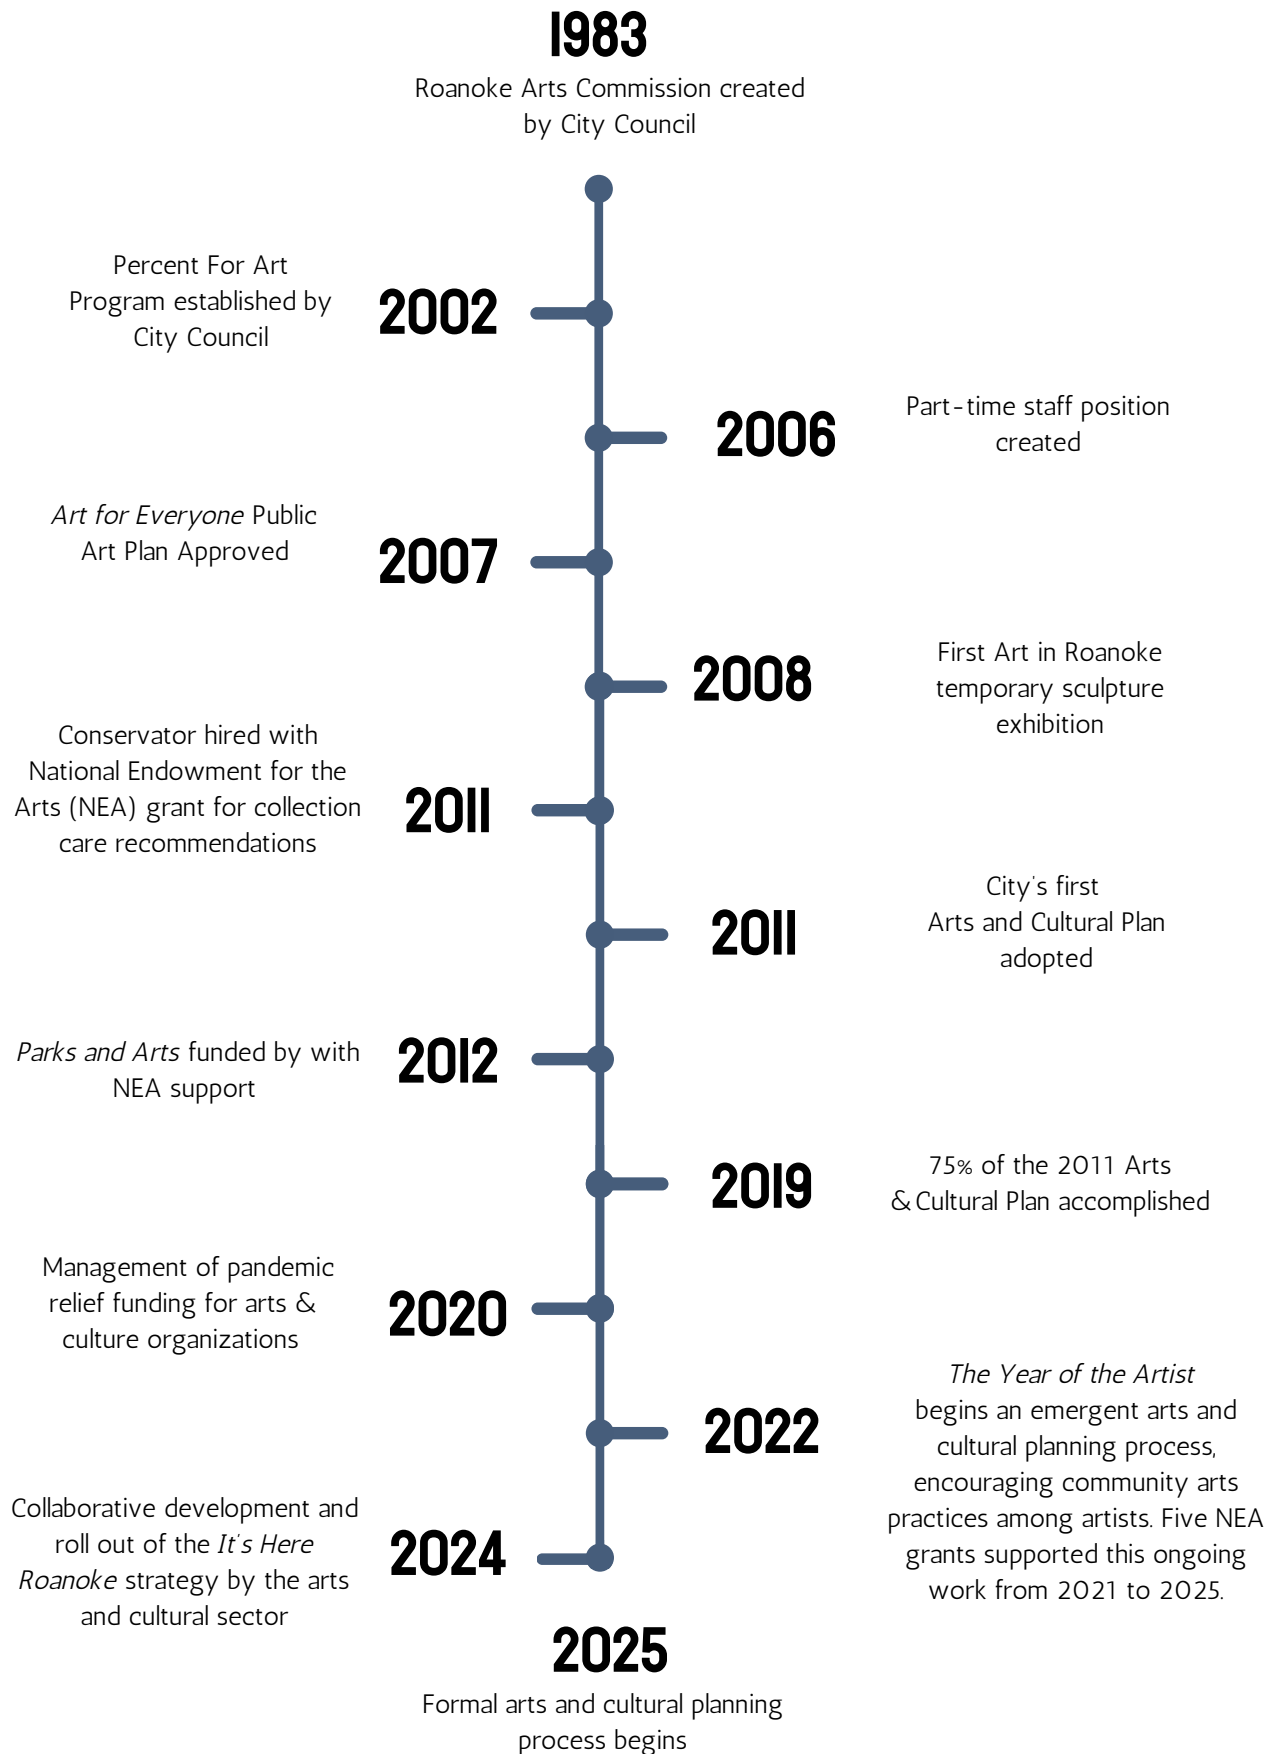 1983
Roanoke Arts Commission created
by City Council
Percent For Art
Program established by
City Council
2002
2006
Part-time staff position
created
Art for Everyone Public
Art Plan Approved
2007
2008
First Art in Roanoke
temporary sculpture
exhibition
Conservator hired with
National Endowment for the
Arts (NEA) grant for collection
care recommendations
2011
2011
City's first
Arts and Cultural Plan
adopted
Parks and Arts funded by with
NEA support
2012
2019
75% of the 2011 Arts
& Cultural Plan accomplished
Management of pandemic
relief funding for arts &
culture organizations
2020
2022
The Year of the Artist
begins an emergent arts and
cultural planning process,
encouraging community arts
practices among artists. Five NEA
grants supported this ongoing
work from 2021 to 2025.
Collaborative development and
roll out of the It's Here
Roanoke strategy by the arts
and cultural sector
2024
2025
Formal arts and cultural planning
process begins